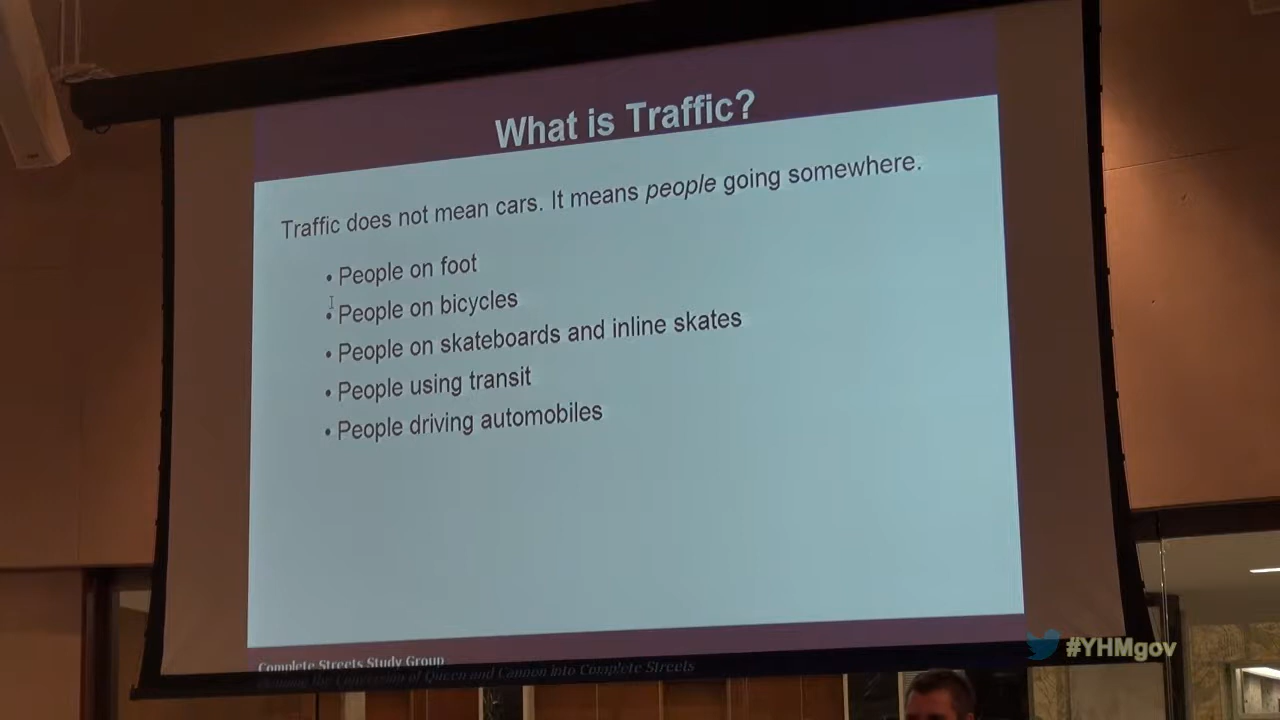 What is Traffic?
Traffic does not mean cars. It means people going somewhere.
• People on foot
• People on bicycles
• People on skateboards and inline skates
• People using transit
• People driving automobiles
Complete Streets Study Group
the Conversion of Queen and Cannon into Complete Streets
#YHMgov